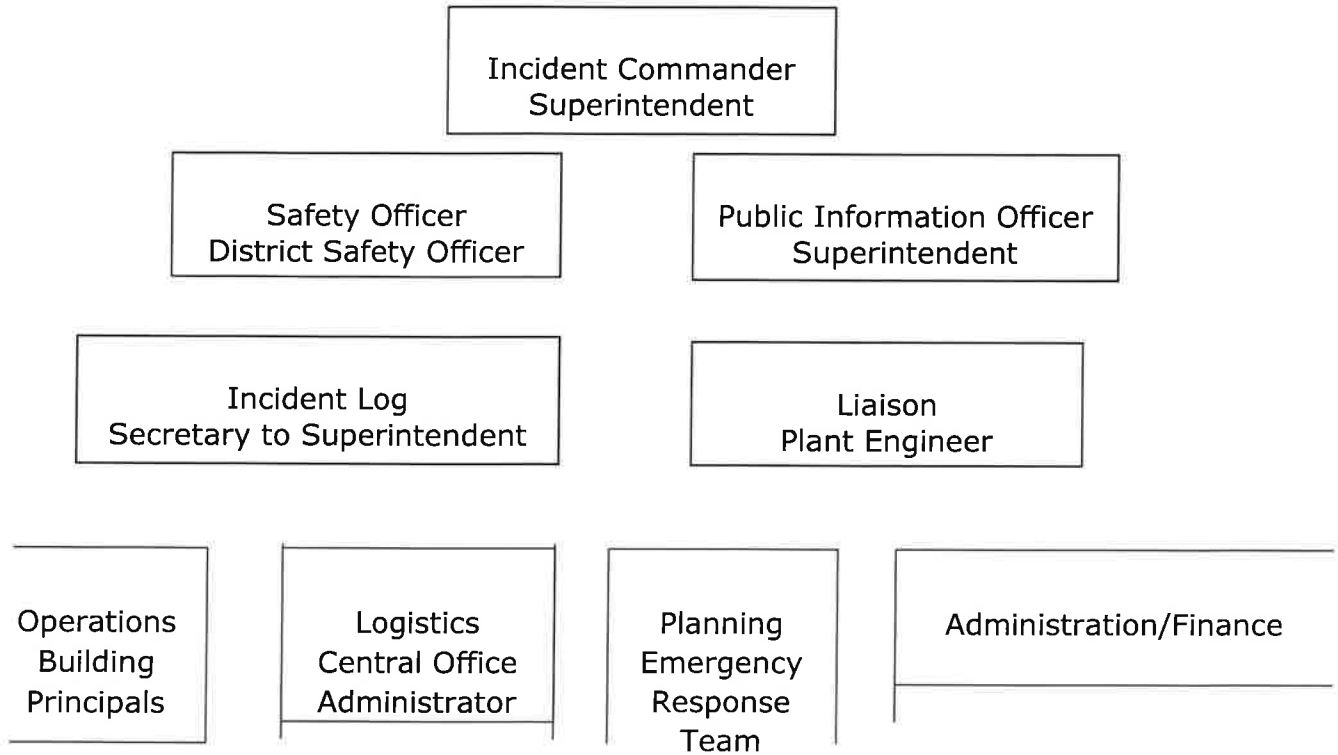 Incident Commander
Superintendent
Safety Officer
District Safety Officer
Public Information Officer
Superintendent
Incident Log
Secretary to Superintendent
Liaison
Plant Engineer
Operations
Building
Principals
Logistics
Central Office
Administrator
Planning
Emergency
Response
Team
Administration/Finance